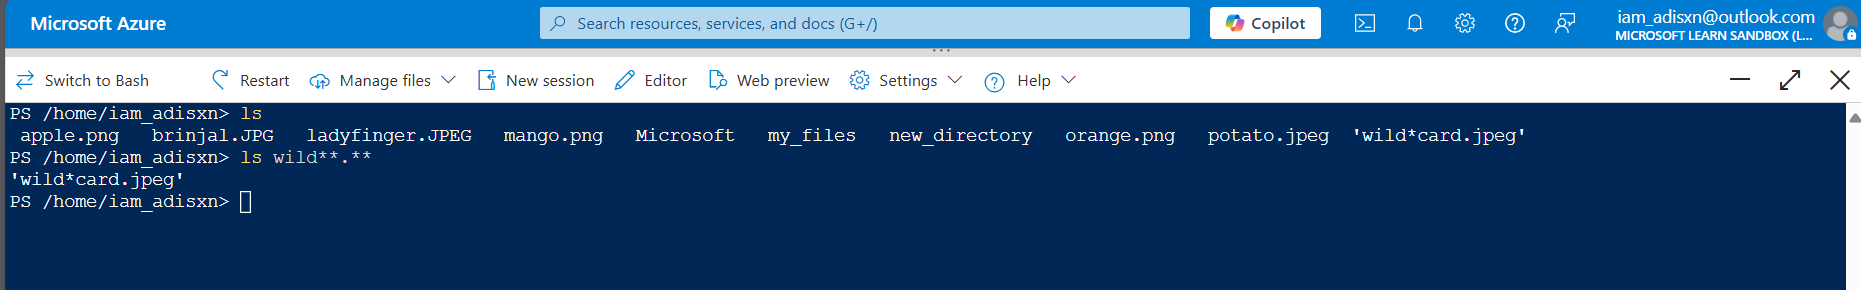 Microsoft Azure
Search resources, services, and docs (G+/)
Copilot
iam_adisxn@outlook.com
MICROSOFT LEARN SANDBOX (L...
Switch to Bash
Restart
Manage files
New session
Editor
Web preview
Settings
Help
PS /home/iam_adisxn> ls
apple.png brinjal.JPG ladyfinger.JPEG mango.png Microsoft my_files new_directory orange.png potato.jpeg 'wild*card.jpeg'
PS /home/iam_adisxn> ls wild**.**
'wild*card.jpeg'
PS /home/iam_adisxn>